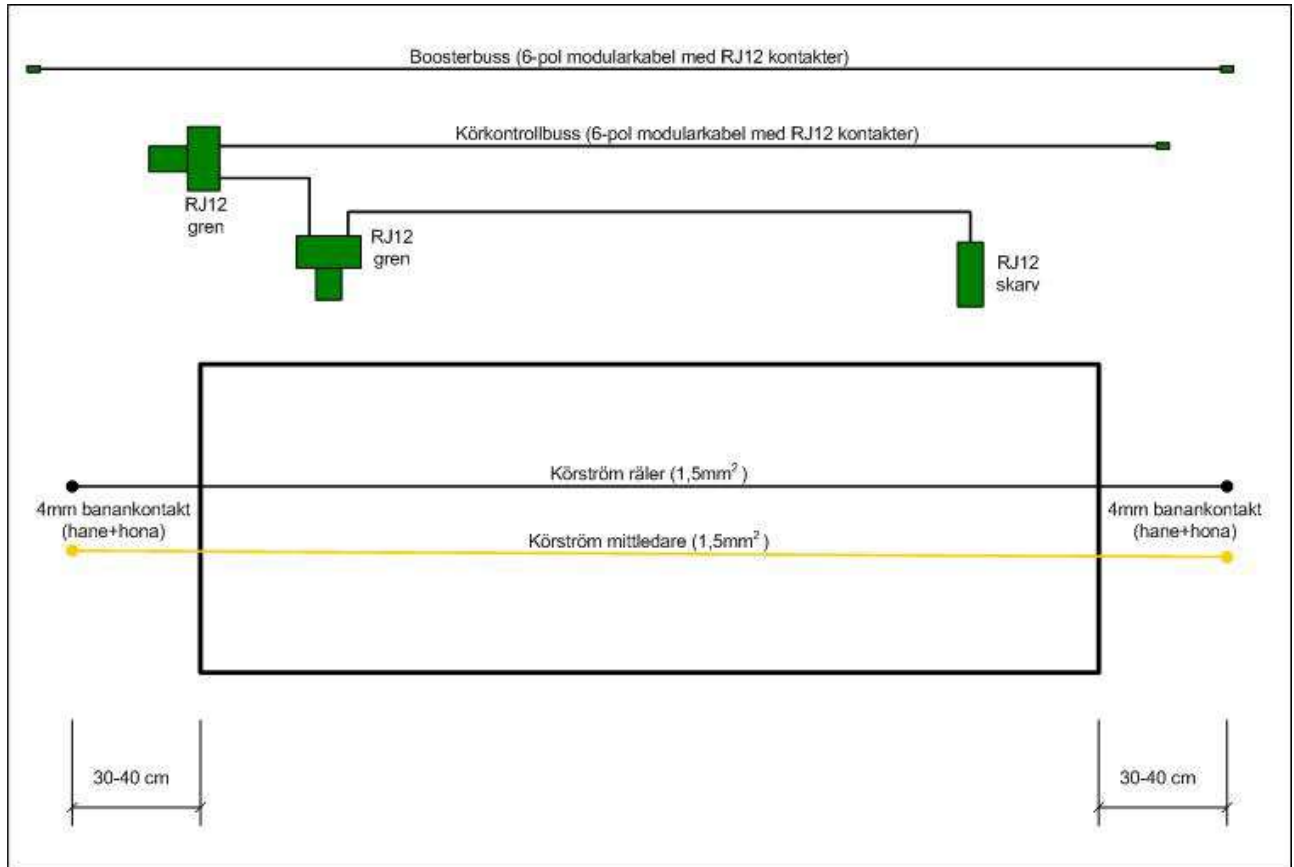 Boosterbuss (6-pol modularkabel med RJ12 kontakter)
Körkontrollbuss (6-pol modularkabel med RJ12 kontakter)
RJ12
gren
RJ12
gren
RJ12
skarv
Körström räler (1,5mm²)
4mm banankontakt
(hane+hona)
4mm banankontakt
(hane+hona)
Körström mittledare (1,5mm²)
30-40 cm
30-40 cm